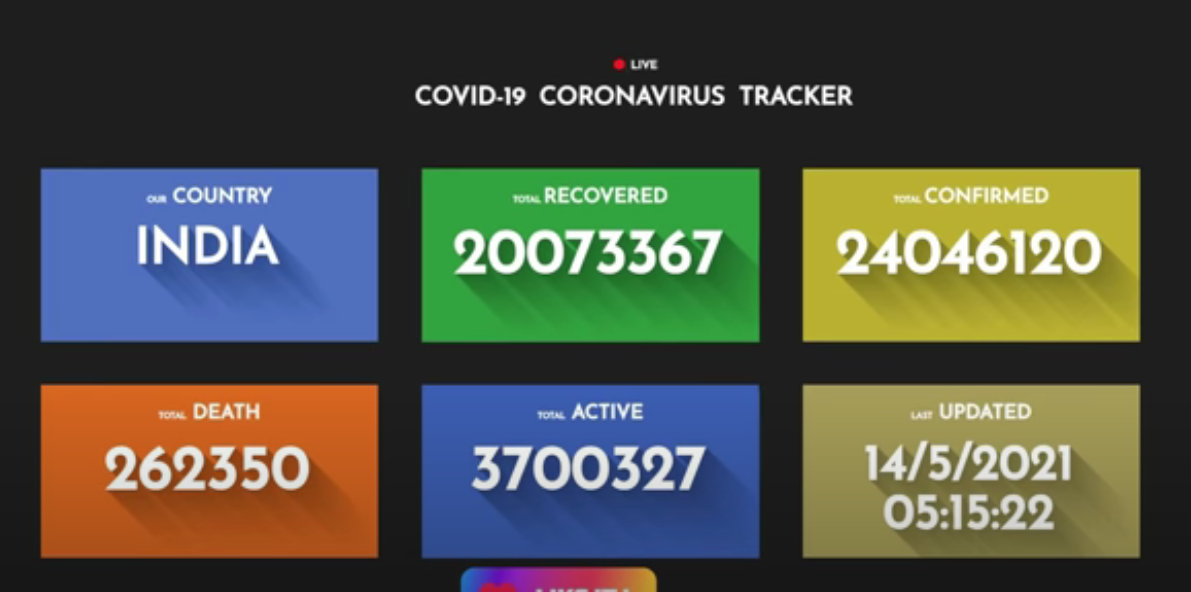 LIVE
COVID-19 CORONAVIRUS TRACKER
OUR COUNTRY
INDIA
TOTAL RECOVERED
20073367
TOTAL CONFIRMED
24046120
TOTAL DEATH
262350
TOTAL ACTIVE
3700327
LAST UPDATED
14/5/2021
05:15:22